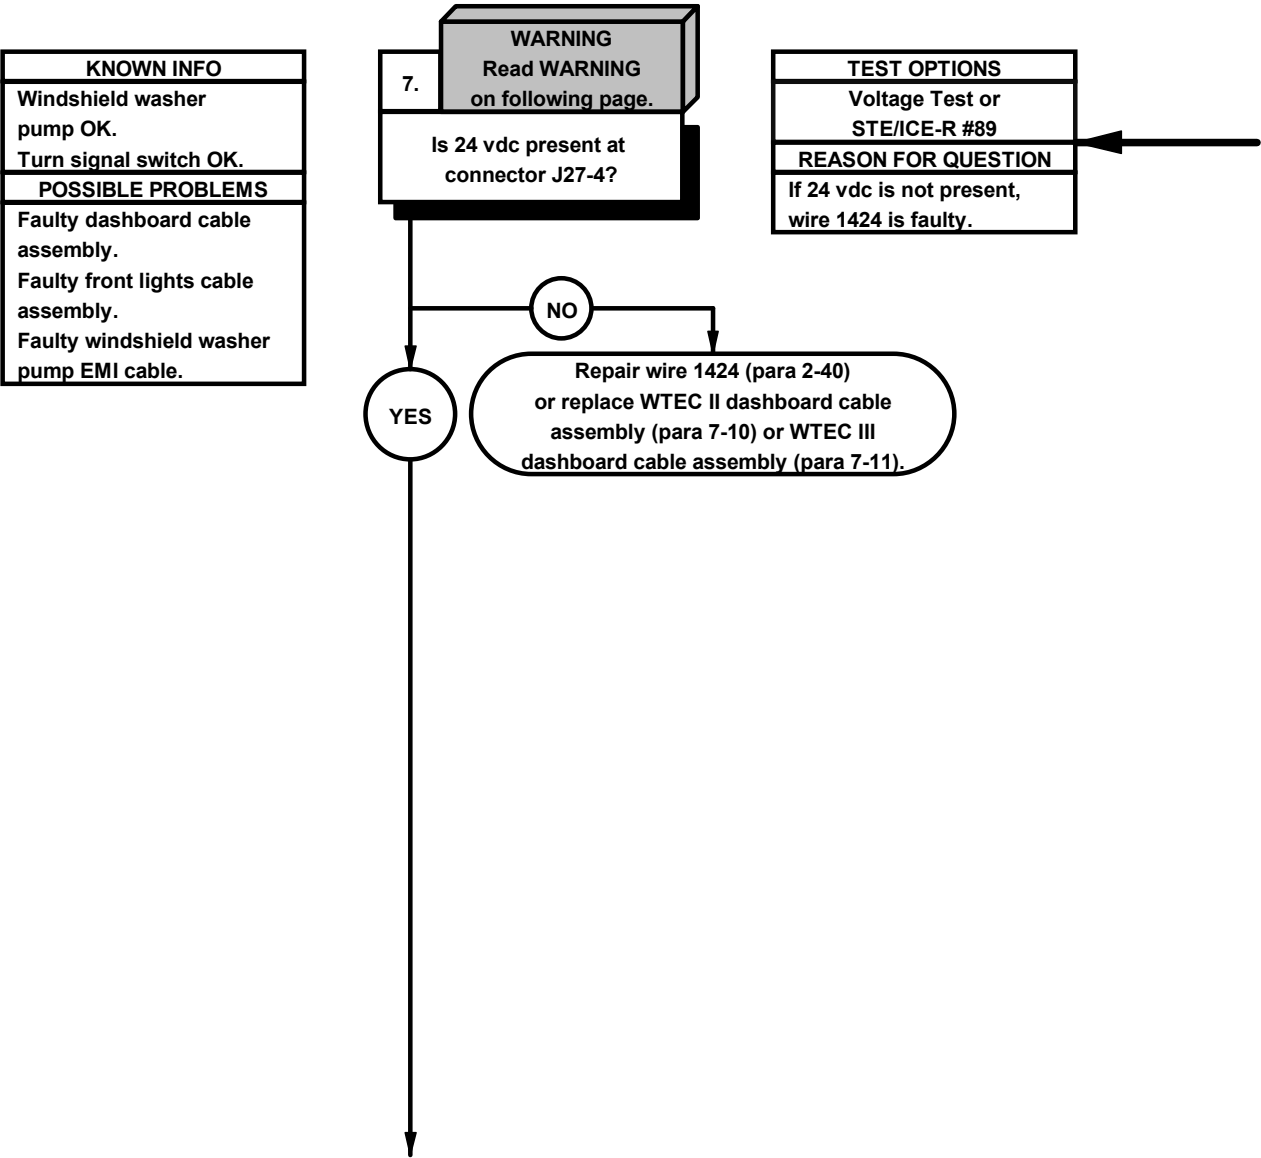 KNOWN INFO
Windshield washer
pump OK.
Turn signal switch OK.
POSSIBLE PROBLEMS
Faulty dashboard cable
assembly.
Faulty front lights cable
assembly.
Faulty windshield washer
pump EMI cable.
7.
WARNING
Read WARNING
on following page.
Is 24 vdc present at
connector J27-4?
TEST OPTIONS
Voltage Test or
STE/ICE-R #89
REASON FOR QUESTION
If 24 vdc is not present,
wire 1424 is faulty.
NO
YES
Repair wire 1424 (para 2-40)
or replace WTEC II dashboard cable
assembly (para 7-10) or WTEC III
dashboard cable assembly (para 7-11).